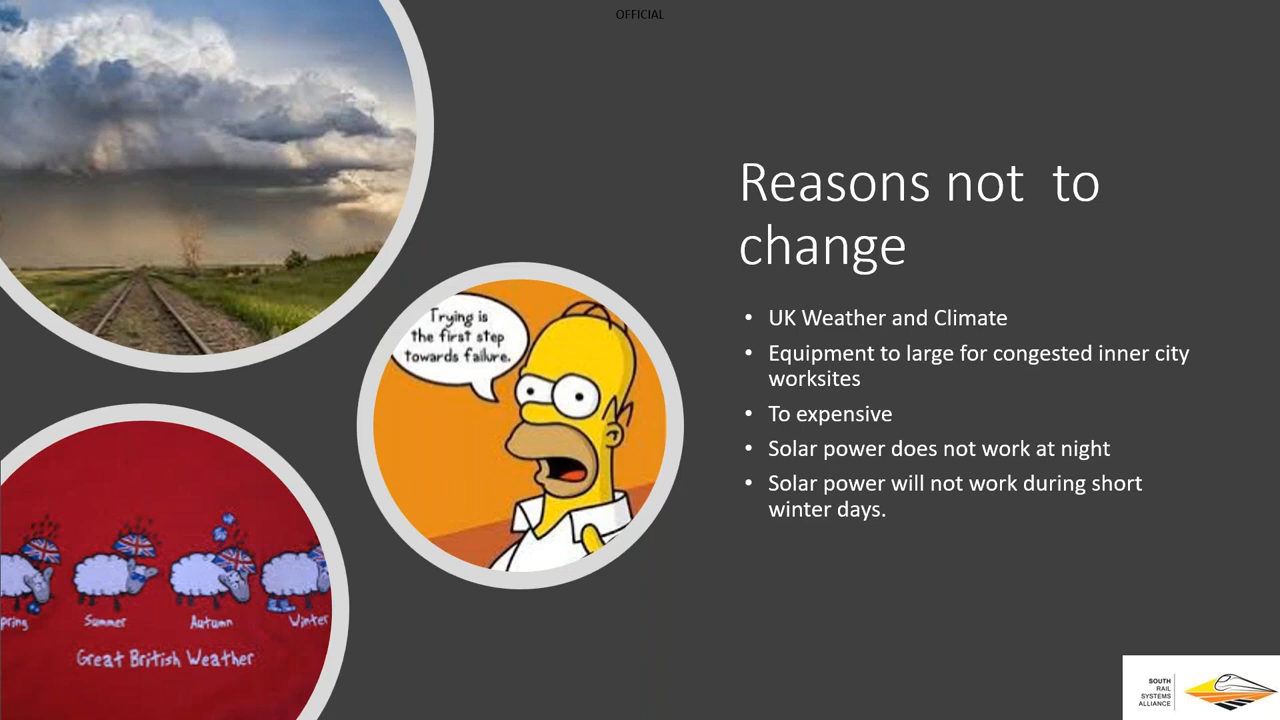 OFFICIAL
Reasons not  to
change
• UK Weather and Climate
• Equipment to large for congested inner city
worksites
• To expensive
• Solar power does not work at night
• Solar power will not work during short
winter days.
Trying is
the first step
towards failure.
pring Summer Autumn Winter
Great British Weather
SOUTH
RAIL
SYSTEMS
ALLIANCE